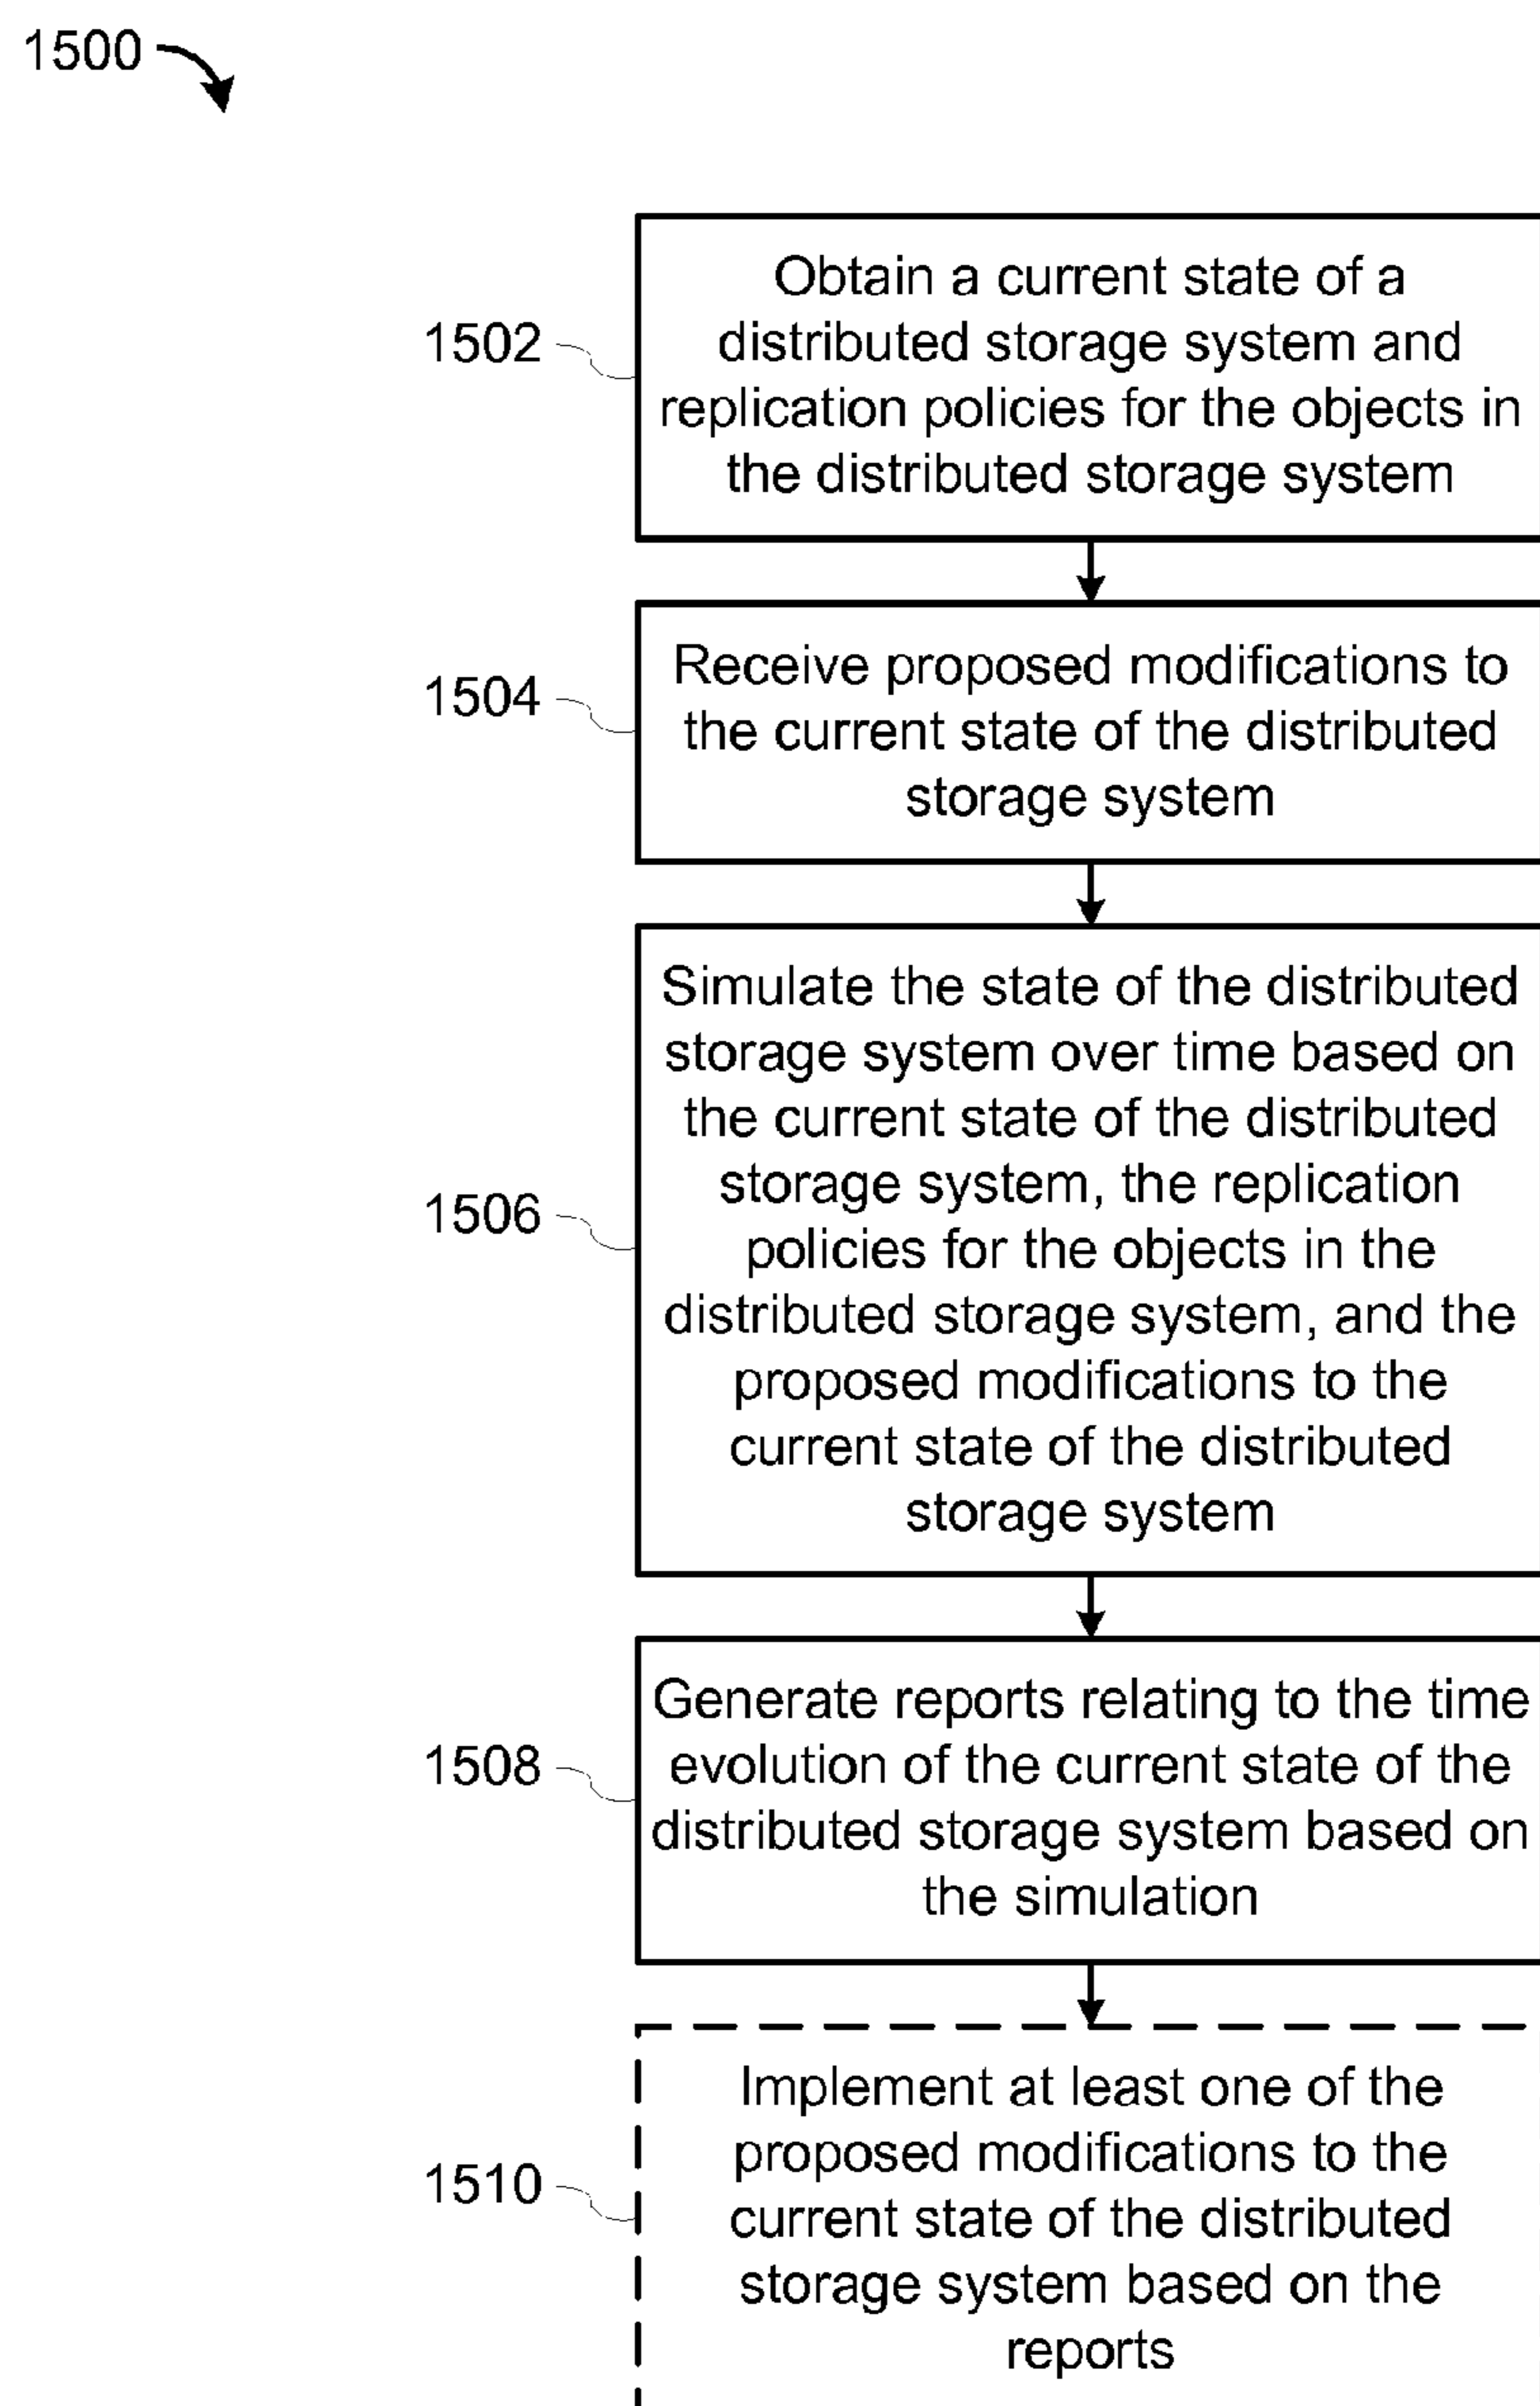 1500
1502
Obtain a current state of a
distributed storage system and
replication policies for the objects in
the distributed storage system
1504
Receive proposed modifications to
the current state of the distributed
storage system
1506
Simulate the state of the distributed
storage system over time based on
the current state of the distributed
storage system, the replication
policies for the objects in the
distributed storage system, and the
proposed modifications to the
current state of the distributed
storage system
1508
Generate reports relating to the time
evolution of the current state of the
distributed storage system based on
the simulation
1510
Implement at least one of the
proposed modifications to the
current state of the distributed
storage system based on the
reports